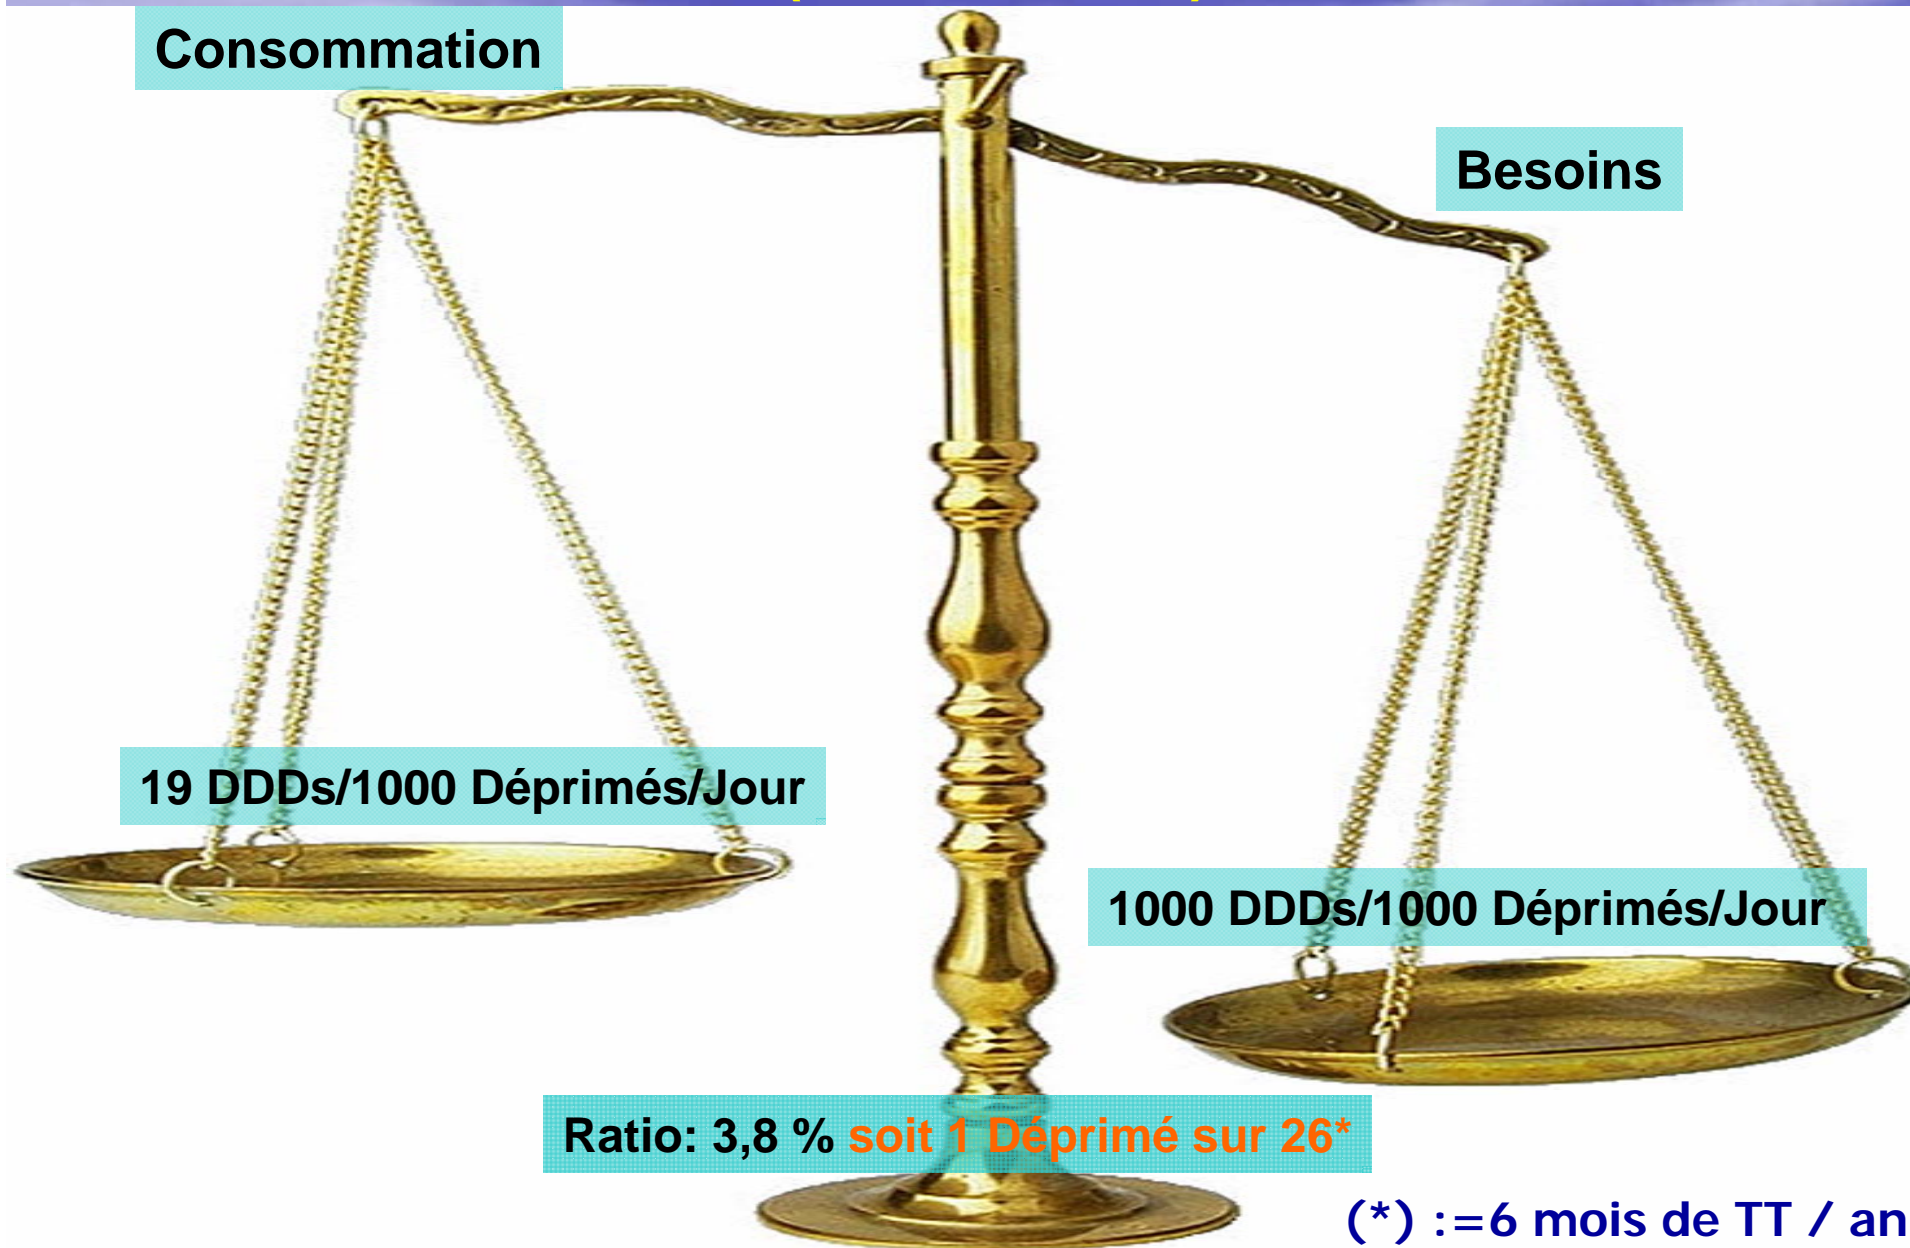 Consommation
Besoins
19 DDDs/1000 Déprimés/Jour
1000 DDDs/1000 Déprimés/Jour
Ratio: 3,8 % soit 1 Déprimé sur 26*
(*) :=6 mois de TT / an